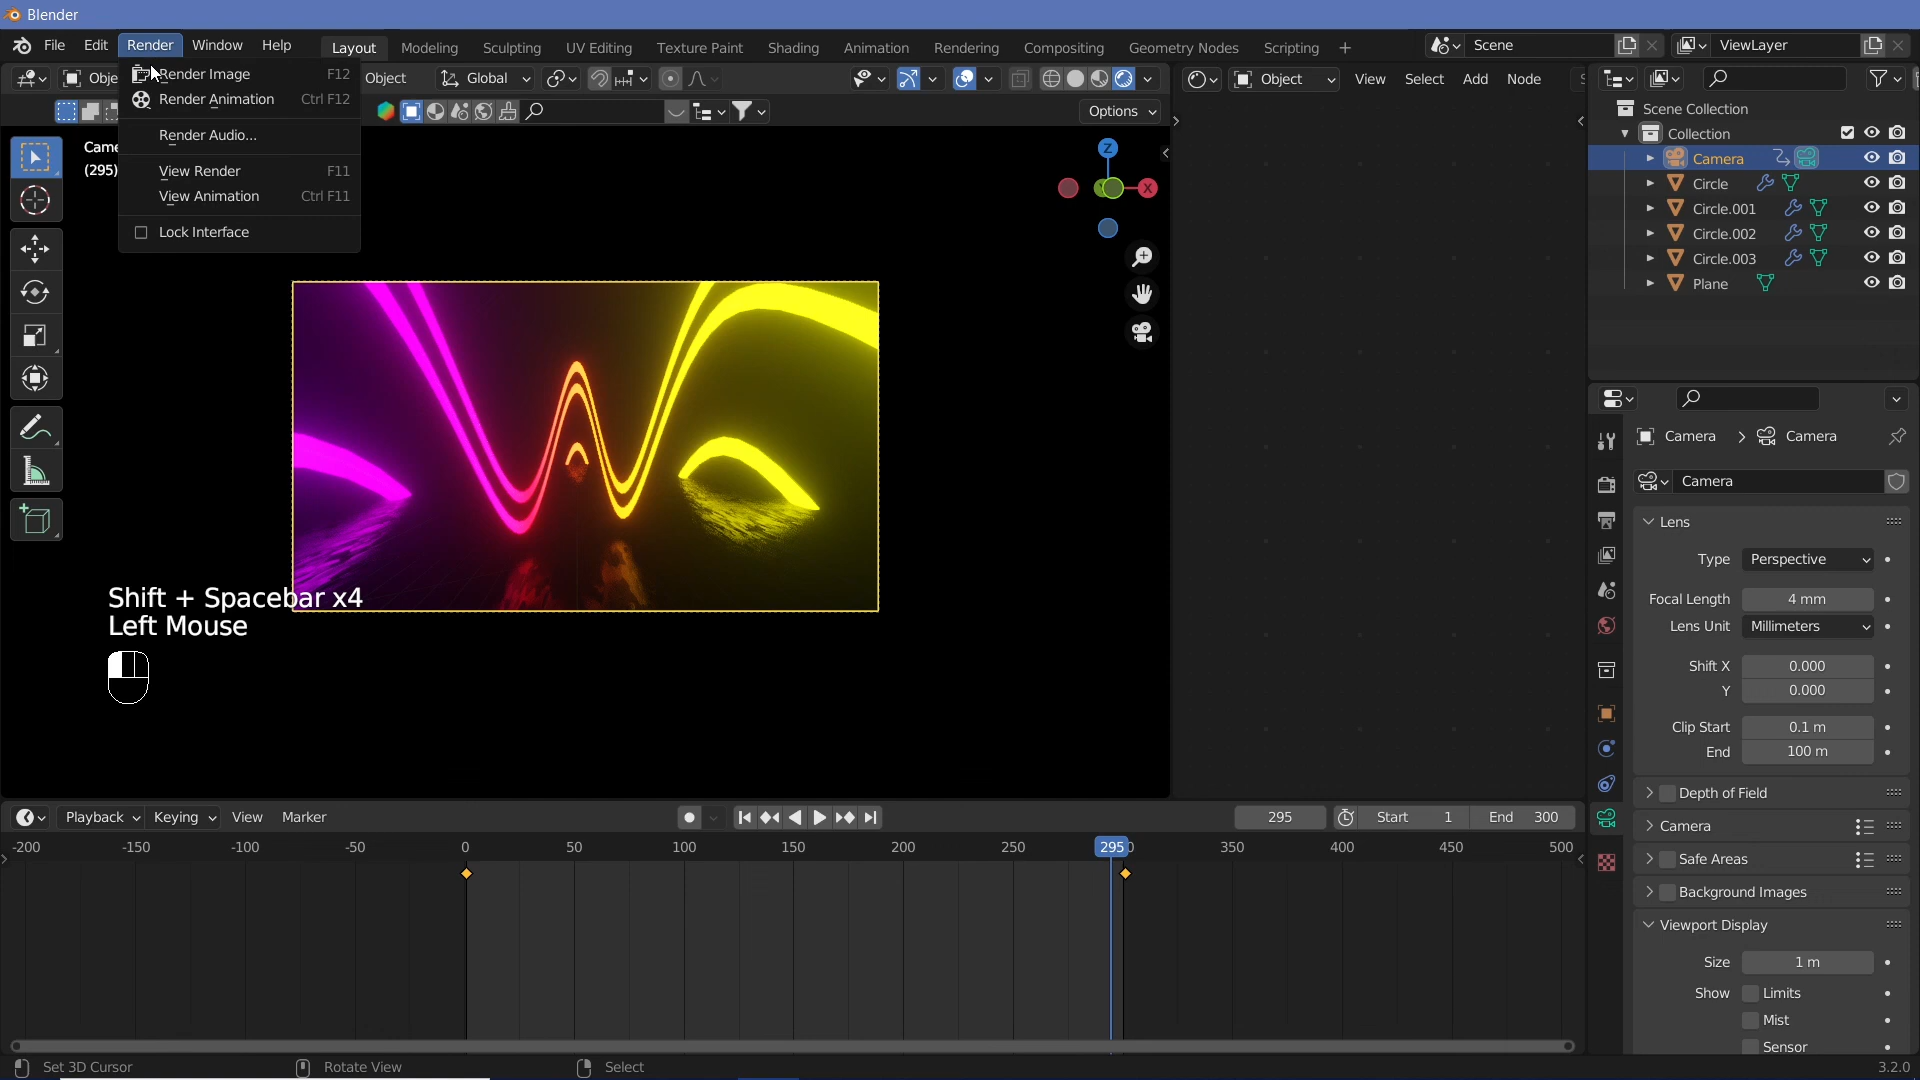 Blender
File Edit Render Window Help Layout Modeling Sculpting UV Editing Texture Paint Shading Animation Rendering Compositing Geometry Nodes Scripting + Scene ViewLayer
Obje Object Global Object View Select Add Node
Options
Render Image F12
Render Animation Ctrl F12
Render Audio...
View Render F11
View Animation Ctrl F11
Lock Interface
Came
(295)
Z
X
Scene Collection
Collection
Camera
Circle
Circle.001
Circle.002
Circle.003
Plane
Camera > Camera
Camera
Lens
Type Perspective
Focal Length 4 mm
Lens Unit Millimeters
Shift X 0.000
Y 0.000
Clip Start 0.1 m
End 100 m
Depth of Field
Camera
Safe Areas
Background Images
Viewport Display
Size 1 m
Show Limits
Mist
Sensor
Shift + Spacebar x4
Left Mouse
Playback Keying View Marker 295 Start 1 End 300
-200 -150 -100 -50 0 50 100 150 200 250 295 0 350 400 450 500
Set 3D Cursor Rotate View Select 3.2.0